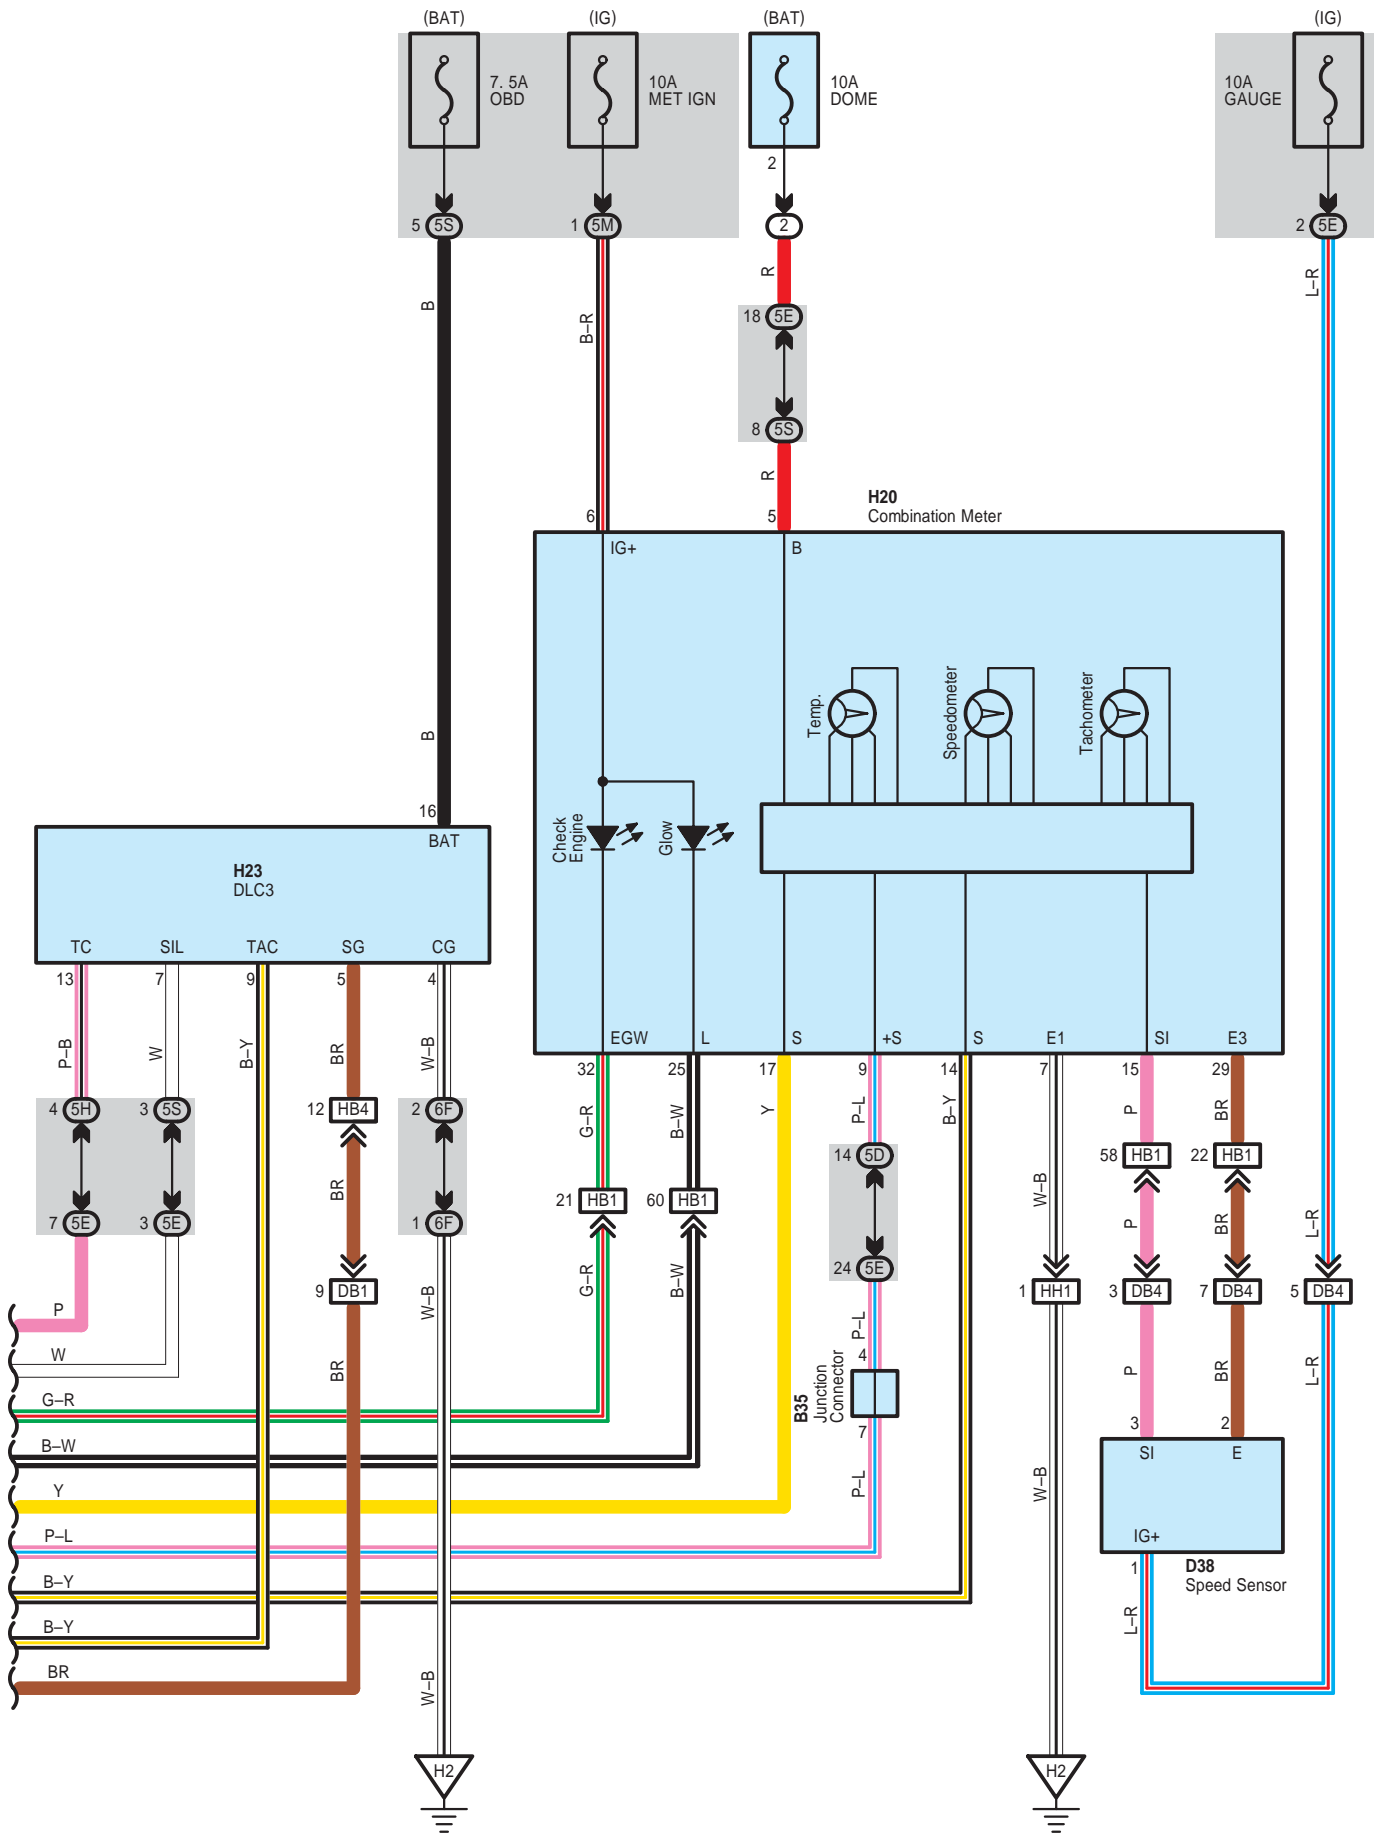 (BAT)
(IG)
(BAT)
(IG)
7. 5A
OBD
10A
MET IGN
10A
DOME
10A
GAUGE
2
5 5S
1 5M
2
2 5E
B
B–R
R
L–R
18 5E
8 5S
R
H20
Combination Meter
6
5
IG+
B
Temp.
Speedometer
Tachometer
B
16
BAT
H23
DLC3
Check
Engine
Glow
TC
SIL
TAC
SG
CG
13
7
9
5
4
P–B
W
B–Y
BR
W–B
EGW
L
S
+S
S
E1
SI
E3
32
25
17
9
14
7
15
29
G–R
B–W
Y
P–L
B–Y
W–B
P
BR
4 5H
3 5S
12 HB4
2 6F
14 5D
58 HB1
22 HB1
BR
21 HB1
60 HB1
P
BR
L–R
7 5E
3 5E
1 6F
24 5E
9 DB1
1 HH1
3 DB4
7 DB4
5 DB4
P
W
BR
W–B
G–R
B–W
P–L
4
B35
Junction
Connector
7
P–L
P
BR
L–R
G–R
B–W
Y
P–L
B–Y
B–Y
BR
W–B
W–B
3
2
SI
E
IG+
1
D38
Speed Sensor
L–R
H2
H2